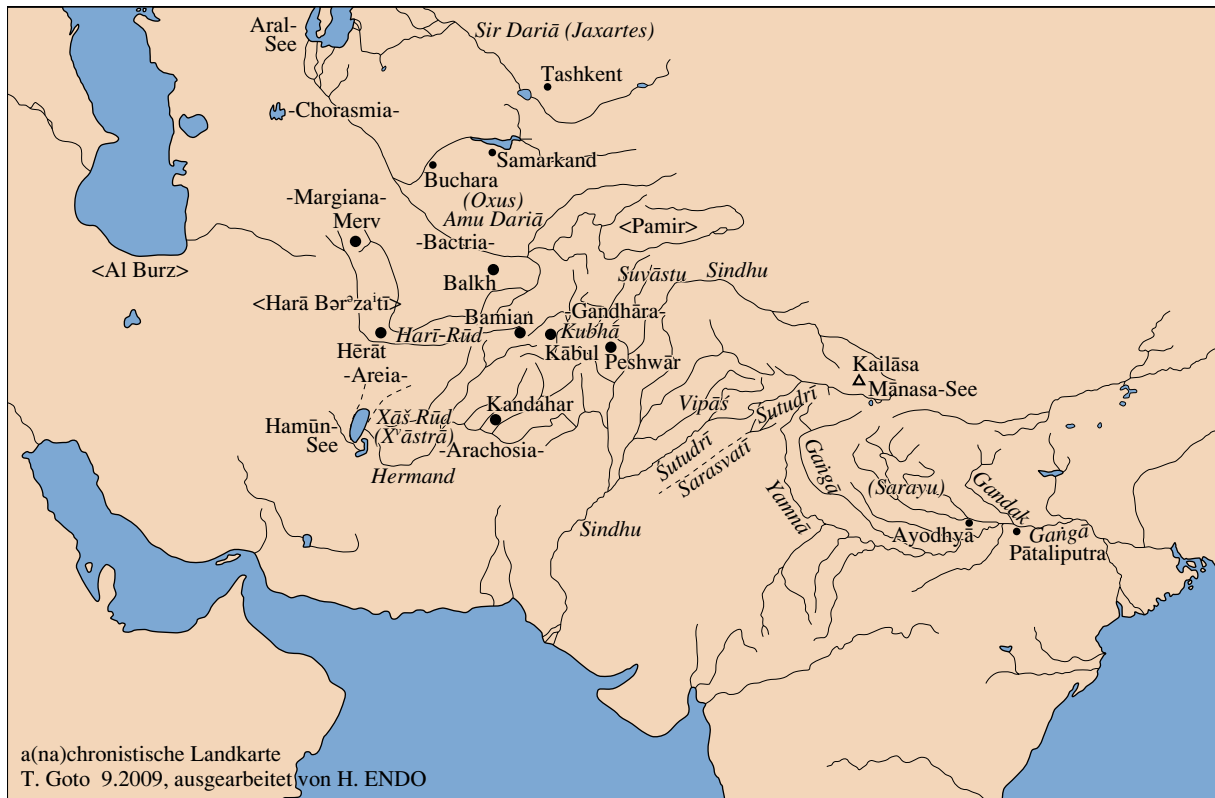 Aral-
See
Sir Dariā (Jaxartes)
Tashkent
-Chorasmia-
Samarkand
Buchara
(Oxus)
Amu Dariā
-Margiana-
Merv
<Pamir>
-Bactria-
<Al Burz>
Balkh
Suvāstu
Sindhu
<Harā Bərᵊzaⁱtī>
Bamian
-Gandhāra-
Harī-Rūd
Kubhā
Hērāt
Kābul
Peshwār
-Areia-
Kailāsa
Mānasa-See
Kandahar
Vipāś
Śutudrī
Xāš-Rūd
Hamūn-
See
(Xᵛāstrā)
-Arachosia-
Hermand
Śutudrī
Sarasvatī
Gaṅgā
(Sarayu)
Gandak
Yamnā
Sindhu
Ayodhyā
Gaṅgā
Pātaliputra
a(na)chronistische Landkarte
T. Goto 9.2009, ausgearbeitet von H. ENDO